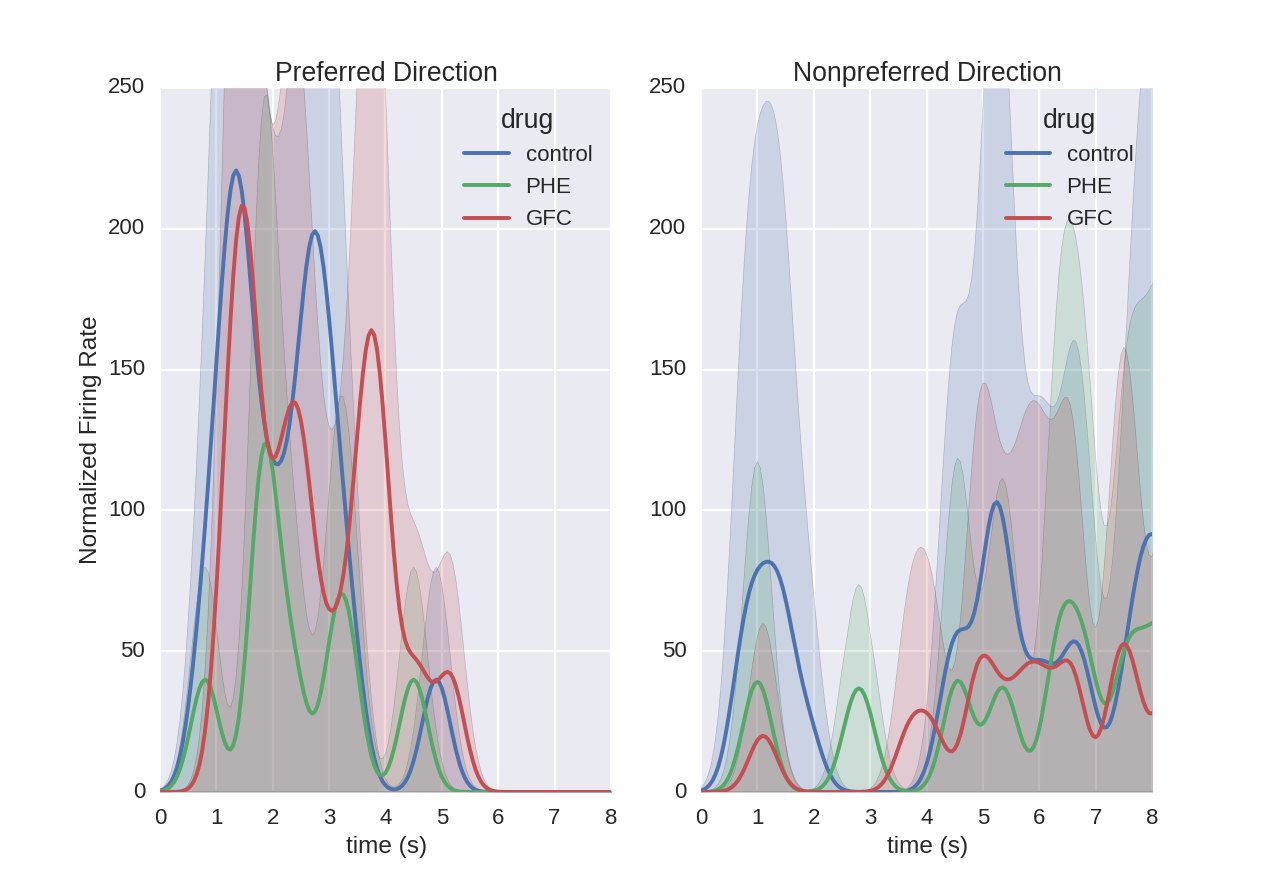 Preferred Direction
Nonpreferred Direction
250
200
150
100
50
0
Normalized Firing Rate
drug
control
PHE
GFC
0 1 2 3 4 5 6 7 8
time (s)
250
200
150
100
50
0
drug
control
PHE
GFC
0 1 2 3 4 5 6 7 8
time (s)